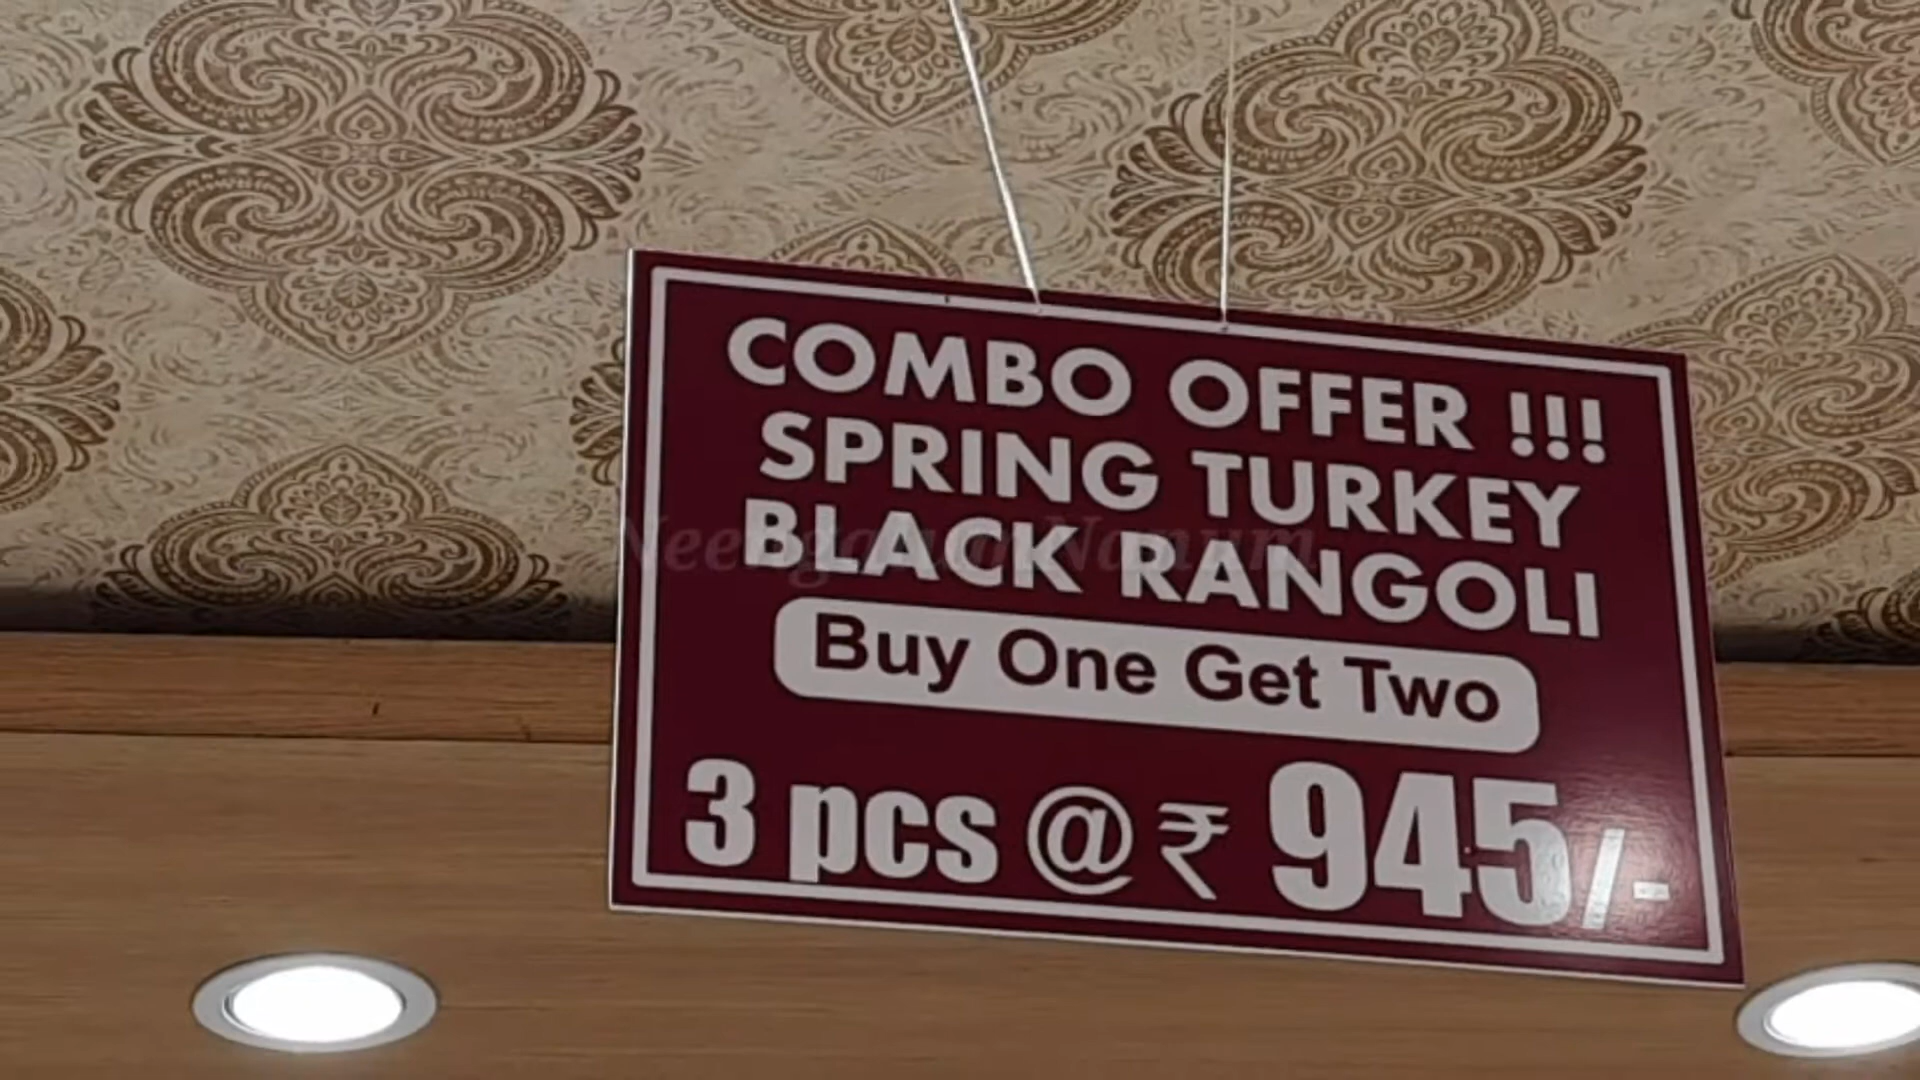 COMBO OFFER !!!
SPRING TURKEY
BLACK RANGOLI
Buy One Get Two
3 pcs @ ₹ 945/-